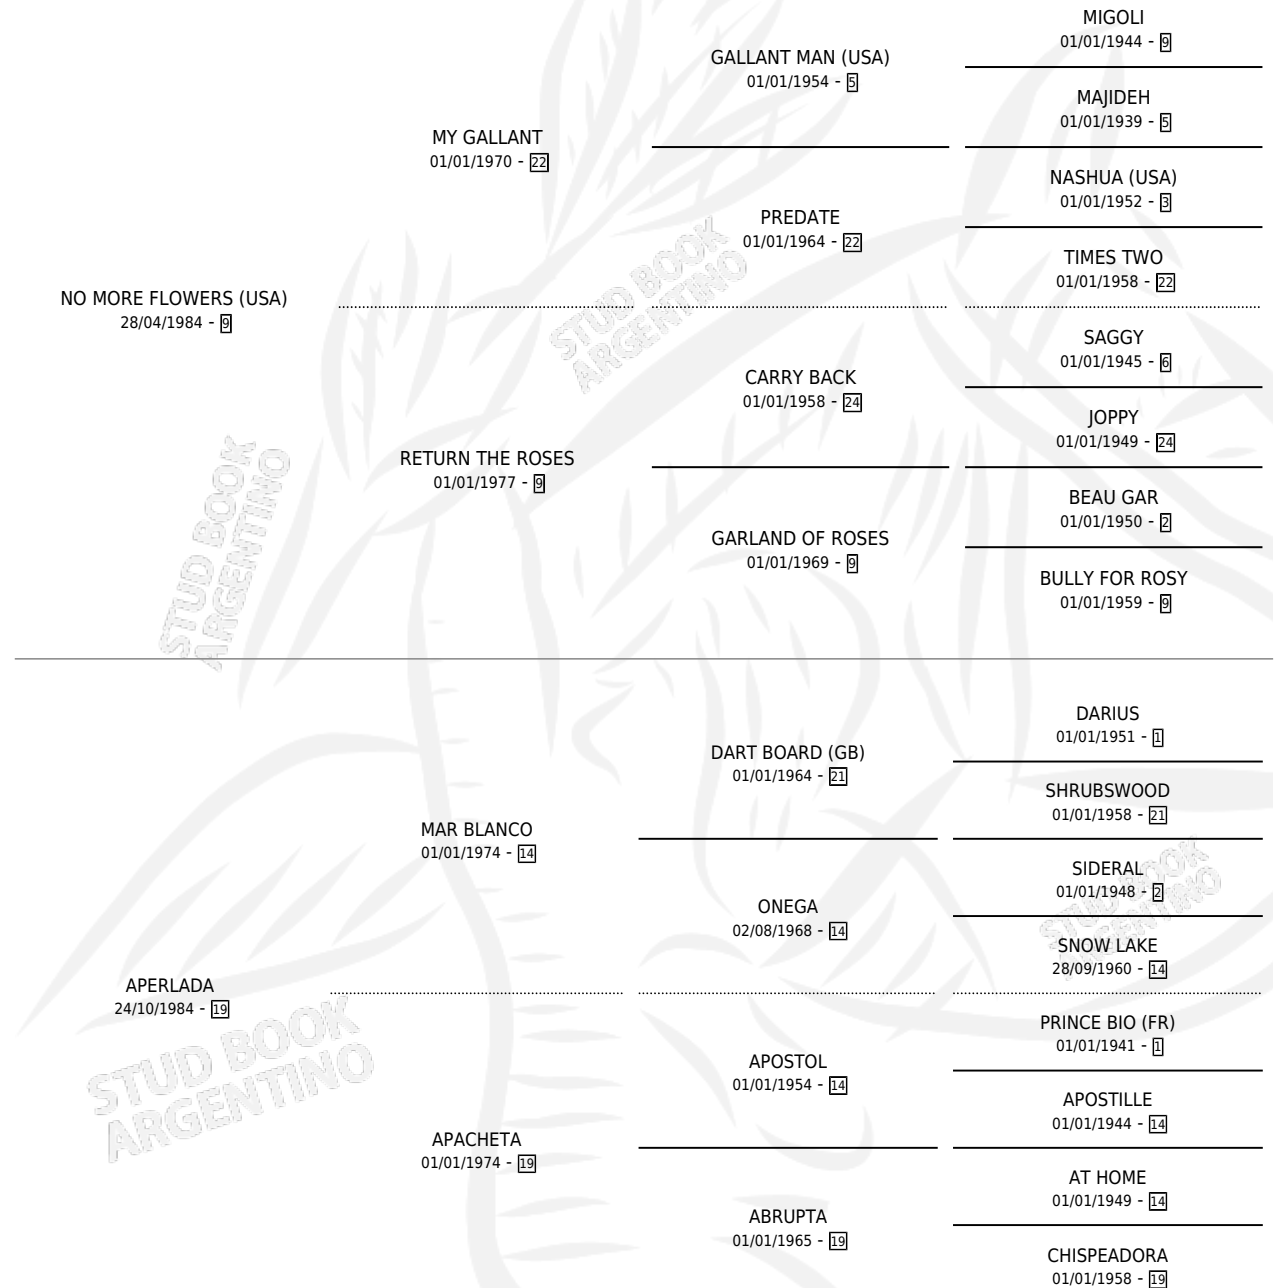 MIGOLI
01/01/1944 - 9
GALLANT MAN (USA)
01/01/1954 - 5
MAJIDEH
01/01/1939 - 5
MY GALLANT
01/01/1970 - 22
NASHUA (USA)
01/01/1952 - 3
PREDATE
01/01/1964 - 22
TIMES TWO
01/01/1958 - 22
NO MORE FLOWERS (USA)
28/04/1984 - 9
SAGGY
01/01/1945 - 6
CARRY BACK
01/01/1958 - 24
JOPPY
01/01/1949 - 24
RETURN THE ROSES
01/01/1977 - 9
BEAU GAR
01/01/1950 - 2
GARLAND OF ROSES
01/01/1969 - 9
BULLY FOR ROSY
01/01/1959 - 9
DARIUS
01/01/1951 - 1
DART BOARD (GB)
01/01/1964 - 21
SHRUBSWOOD
01/01/1958 - 21
MAR BLANCO
01/01/1974 - 14
SIDERAL
01/01/1948 - 2
ONEGA
02/08/1968 - 14
SNOW LAKE
28/09/1960 - 14
APERLADA
24/10/1984 - 19
PRINCE BIO (FR)
01/01/1941 - 1
APOSTOL
01/01/1954 - 14
APOSTILLE
01/01/1944 - 14
APACHETA
01/01/1974 - 19
AT HOME
01/01/1949 - 14
ABRUPTA
01/01/1965 - 19
CHISPEADORA
01/01/1958 - 19
STUD BOOK
ARGENTINO
STUD BOOK
ARGENTINO
STUD BOOK
ARGENTINO
STUD BOOK
ARGENTINO